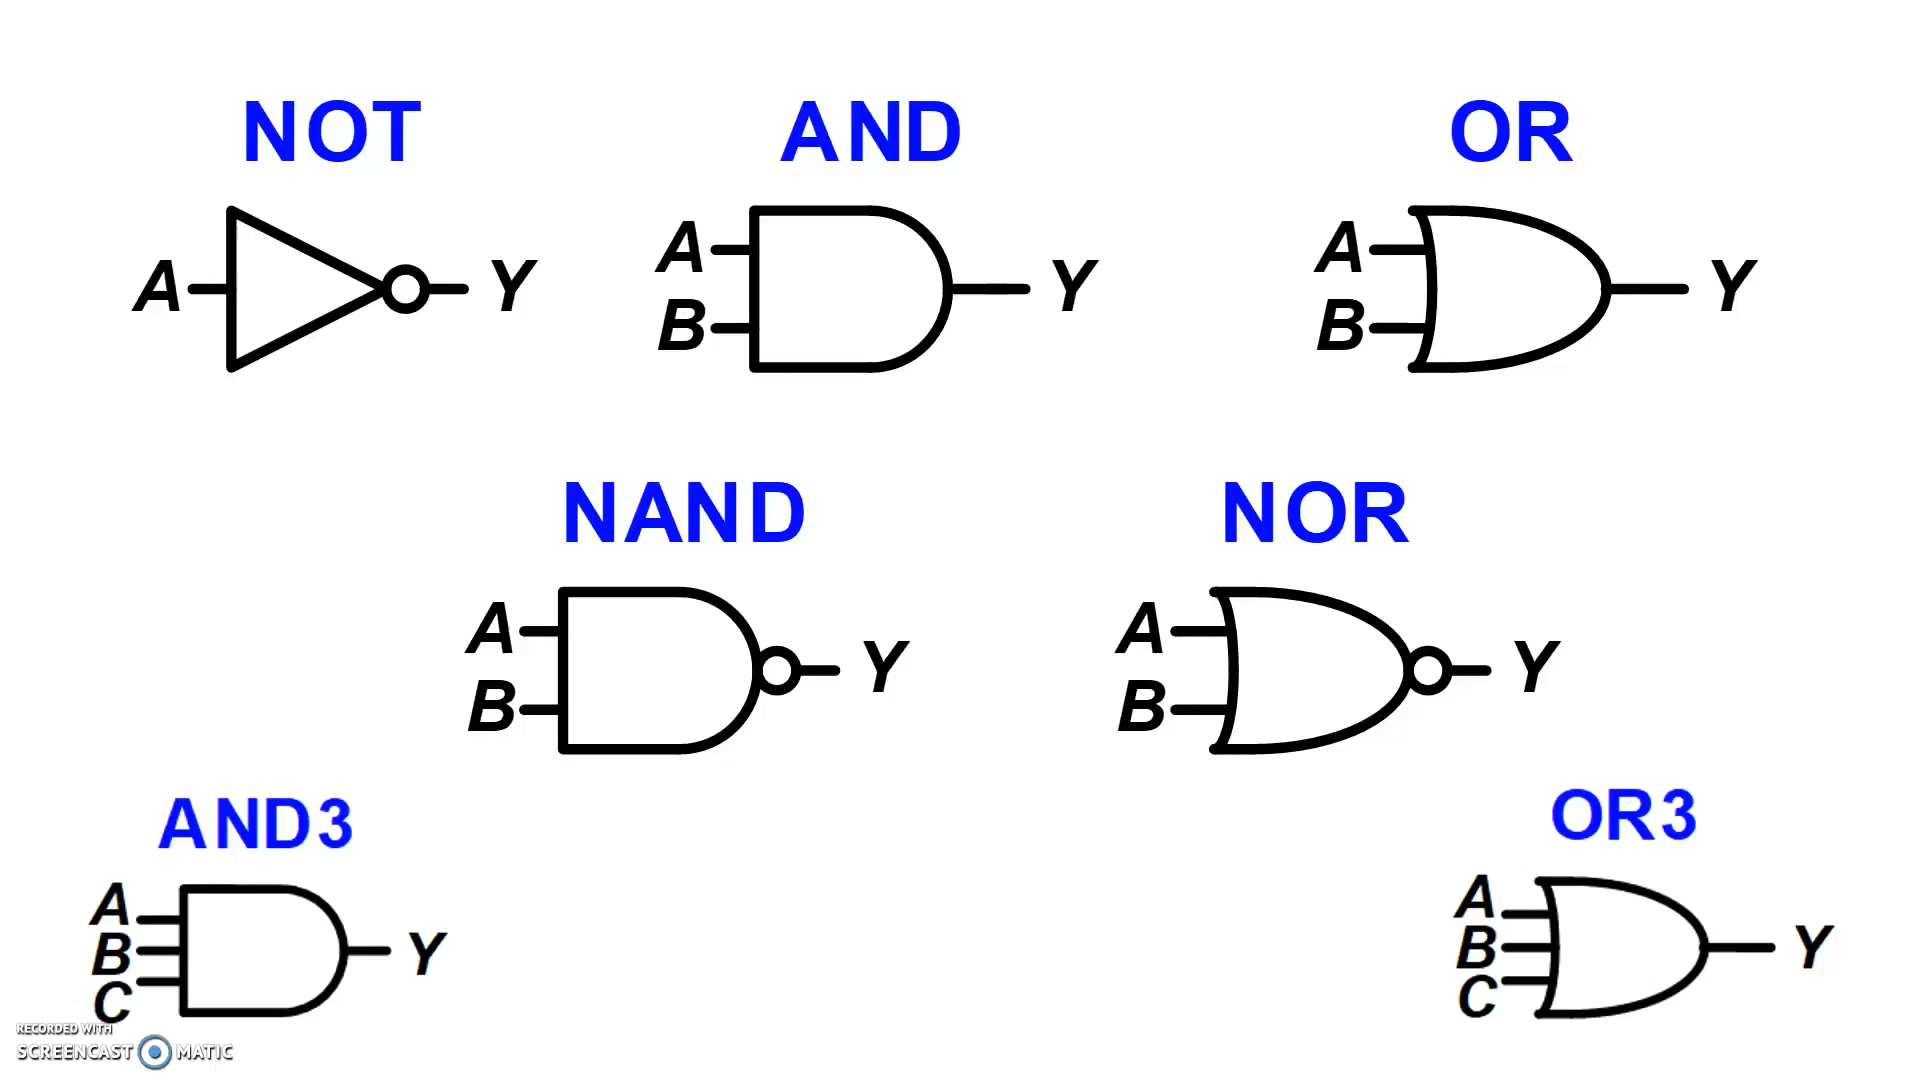 NOT
AND
OR
A
Y
A
B
Y
A
B
Y
NAND
NOR
A
B
Y
A
B
Y
AND3
OR3
A
B
C
Y
A
B
C
Y
RECORDED WITH
SCREENCAST MATIC